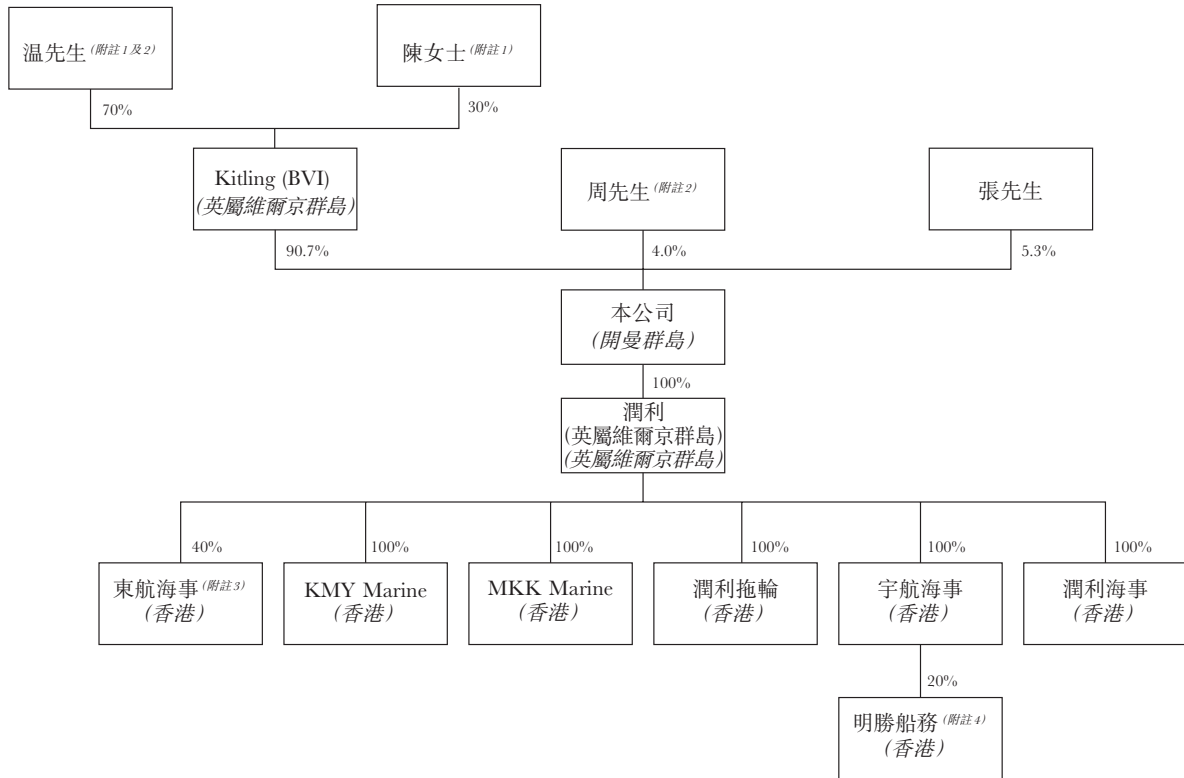 温先生(附註1及2)
陳女士(附註1)
70%
30%
Kitling (BVI)
(英屬維爾京群島)
周先生(附註2)
張先生
90.7%
4.0%
5.3%
本公司
(開曼群島)
100%
潤利
(英屬維爾京群島)
(英屬維爾京群島)
40%
100%
100%
100%
100%
100%
東航海事(附註3)
(香港)
KMY Marine
(香港)
MKK Marine
(香港)
潤利拖輪
(香港)
宇航海事
(香港)
潤利海事
(香港)
20%
明勝船務(附註4)
(香港)